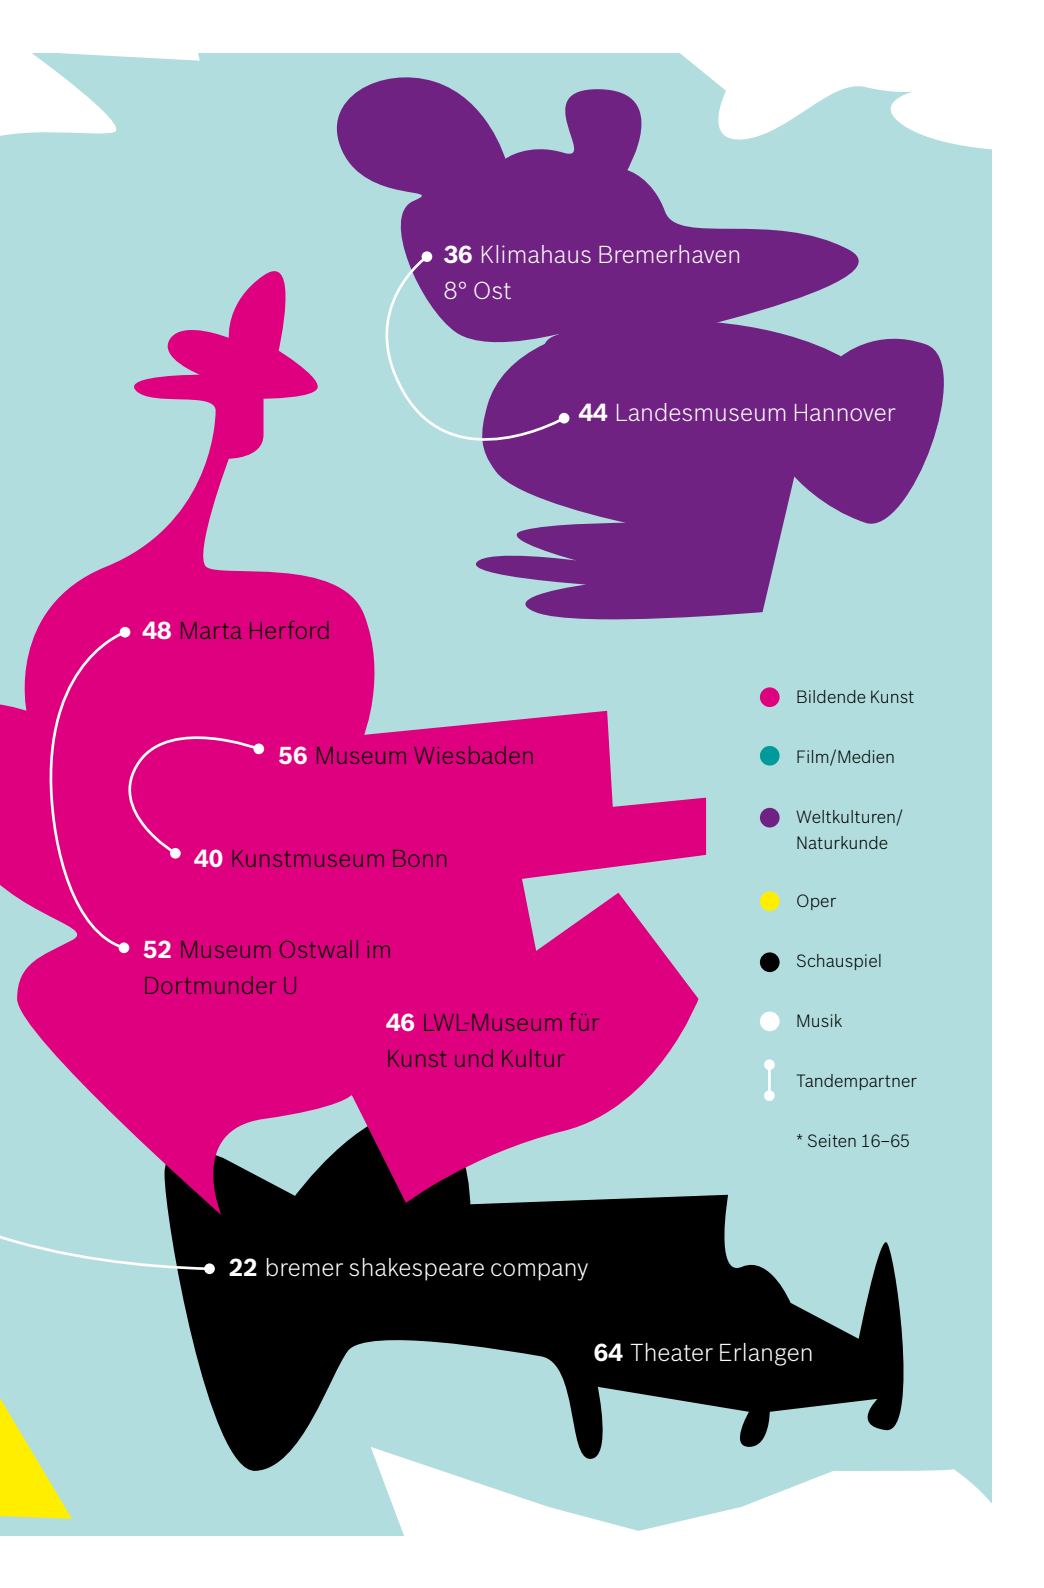 36 Klimahaus Bremerhaven
8° Ost
44 Landesmuseum Hannover
48 Marta Herford
56 Museum Wiesbaden
40 Kunstmuseum Bonn
52 Museum Ostwall im
Dortmunder U
46 LWL-Museum für
Kunst und Kultur
22 bremer shakespeare company
64 Theater Erlangen
Bildende Kunst
Film/Medien
Weltkulturen/
Naturkunde
Oper
Schauspiel
Musik
Tandempartner
* Seiten 16–65